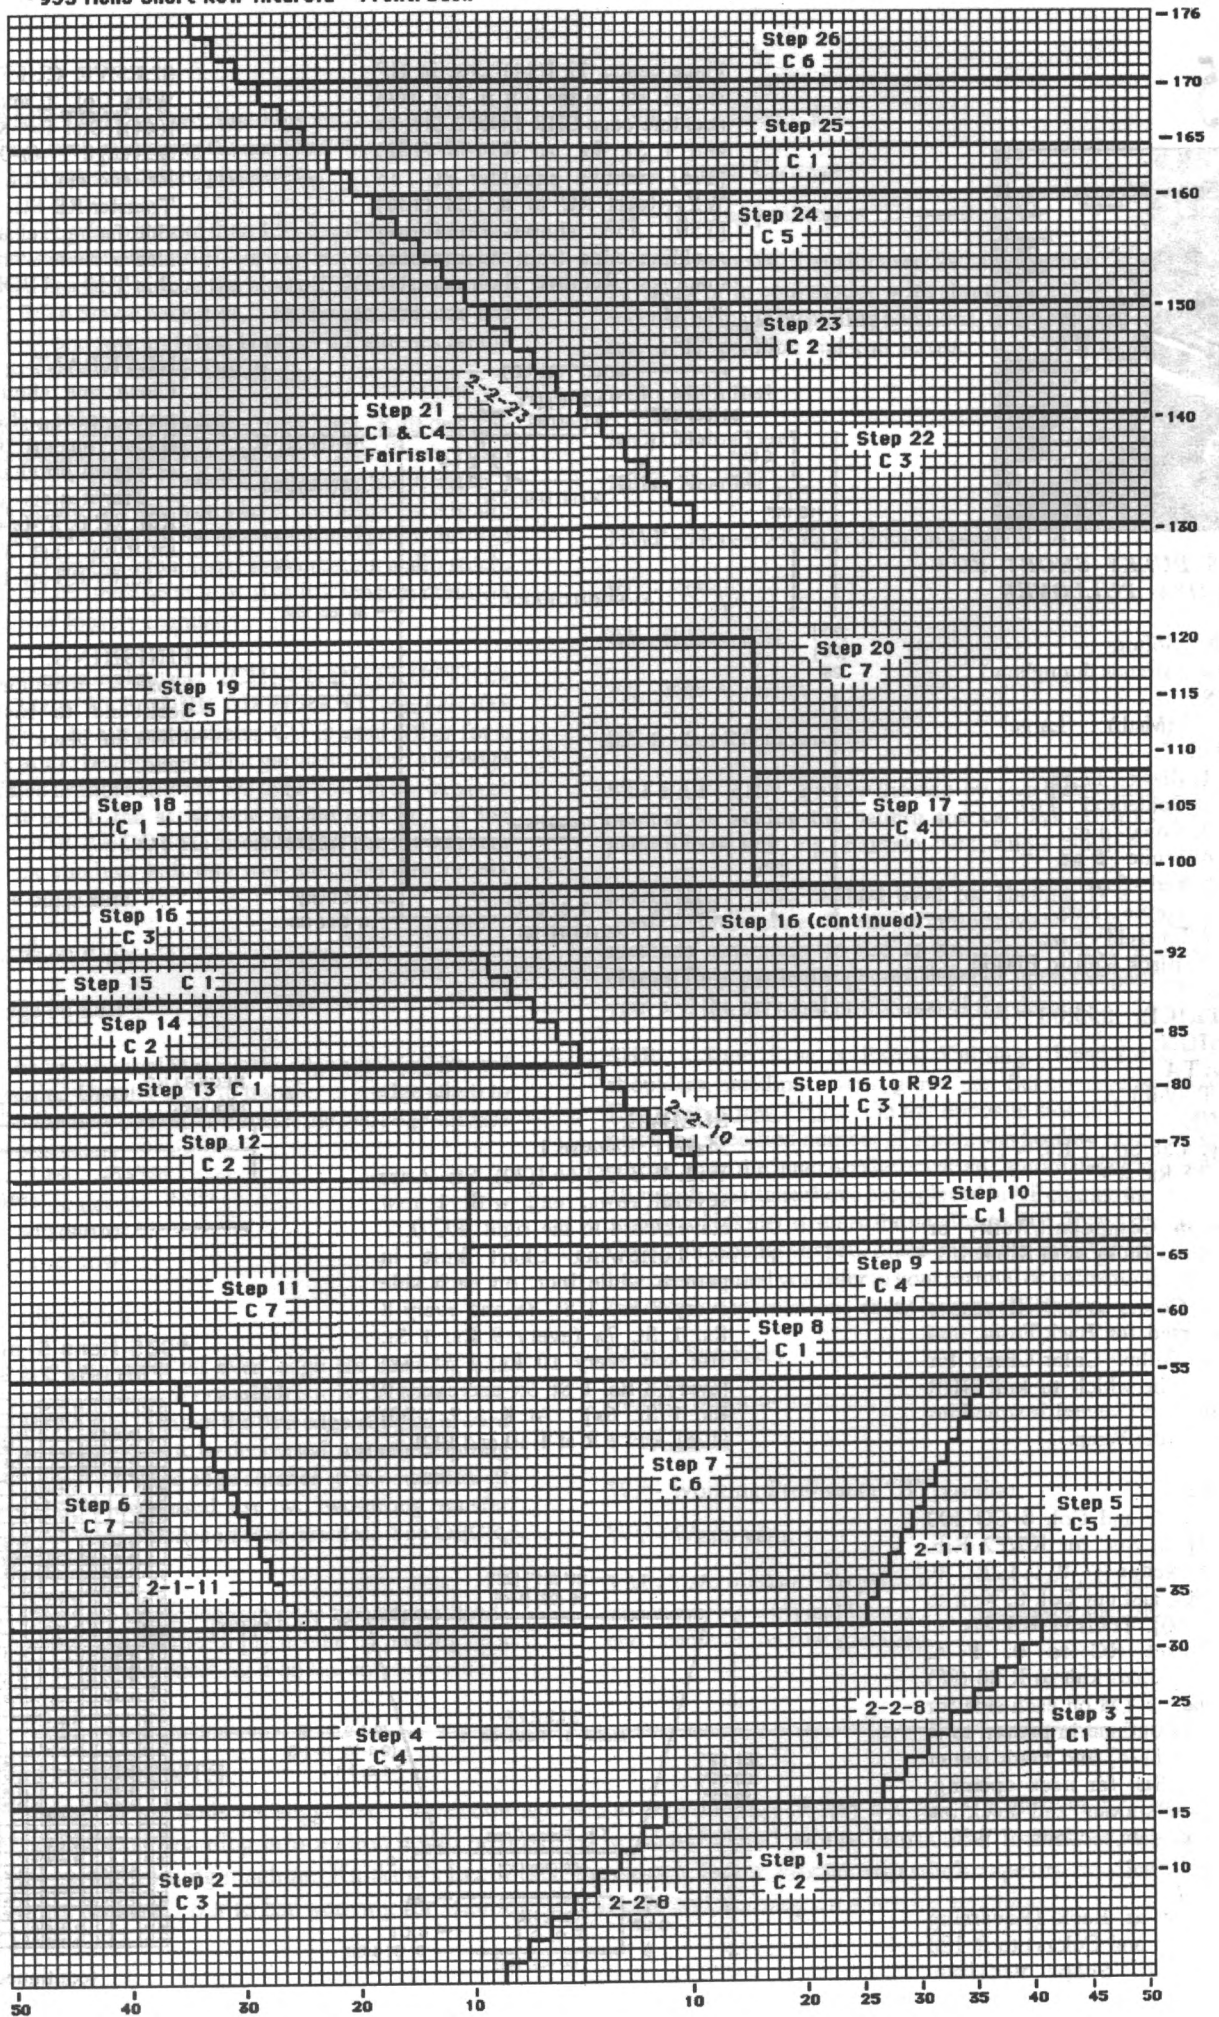 Step 26
C 6
Step 25
C 1
Step 24
C 5
Step 23
C 2
2-2-23
Step 21
C1 & C4
Fairisle
Step 22
C 3
Step 20
C 7
Step 19
C 5
Step 18
C 1
Step 17
C 4
Step 16
C 3
Step 16 (continued)
Step 15 C 1
Step 14
C 2
Step 13 C 1
Step 16 to R 92
C 3
2-2-10
Step 12
C 2
Step 10
C 1
Step 9
C 4
Step 11
C 7
Step 8
C 1
Step 7
C 6
Step 6
C 7
Step 5
C5
2-1-11
2-1-11
2-2-8
Step 3
C1
Step 4
C 4
Step 1
C 2
Step 2
C 3
2-2-8
176
170
165
160
150
140
130
120
115
110
105
100
92
85
80
75
65
60
55
35
30
25
15
10
50 40 30 20 10 10 20 25 30 35 40 45 50